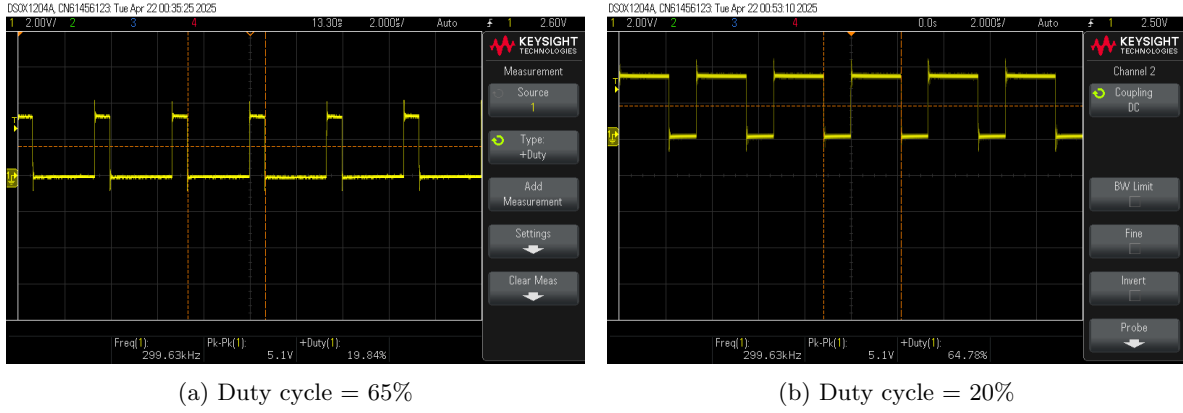 DSOX1204A, CN61456123: Tue Apr 22 00:35:25 2025
1 2.00V/ 2 3 4 13.30s 2.000s/ Auto 1 2.60V
KEYSIGHT
TECHNOLOGIES
Measurement
Source
1
Type:
+Duty
Add
Measurement
Settings
Clear Meas
T
Freq(1):
299.63kHz
Pk-Pk(1):
5.1V
+Duty(1):
19.84%
(a) Duty cycle = 65%
DSOX1204A, CN61456123: Tue Apr 22 00:53:10 2025
1 2.00V/ 2 3 4 0.0s 2.000s/ Auto 1 2.50V
KEYSIGHT
TECHNOLOGIES
Channel 2
Coupling
DC
BW Limit
Fine
Invert
Probe
T
Freq(1):
299.63kHz
Pk-Pk(1):
5.1V
+Duty(1):
64.78%
(b) Duty cycle = 20%